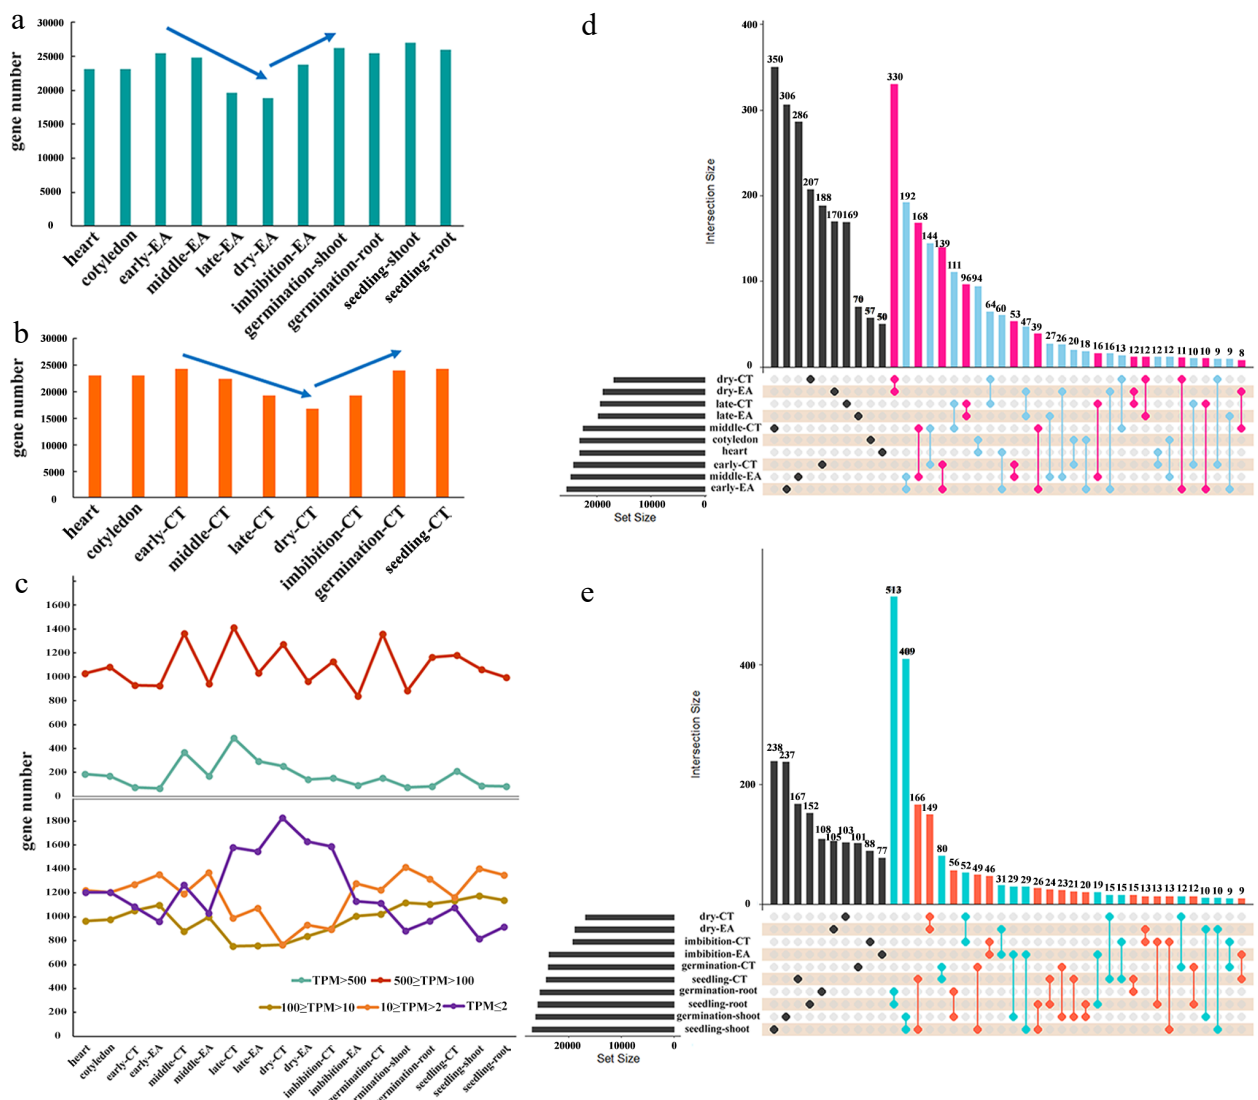 a
gene number
30000
25000
20000
15000
10000
5000
0
heart
cotyledon
early-EA
middle-EA
late-EA
dry-EA
imbibition-EA
germination-shoot
germination-root
seedling-shoot
seedling-root
b
gene number
30000
25000
20000
15000
10000
5000
0
heart
cotyledon
early-CT
middle-CT
late-CT
dry-CT
imbibition-CT
germination-CT
seedling-CT
c
gene number
1600
1400
1200
1000
800
600
400
200
0
1800
1600
1400
1200
1000
800
600
400
200
0
TPM>500 500≥TPM>100
100≥TPM>10 10≥TPM>2 TPM≤2
heart
cotyledon
early-CT
early-EA
middle-CT
middle-EA
late-CT
late-EA
dry-CT
dry-EA
imbibition-CT
imbibition-EA
germination-CT
rmination-shoot
ermination-root
seedling-CT
seedling-shoot
seedling-root
d
Intersection Size
400
300
200
100
0
350 306 286 207 188 170 169 70 57 50 330 192 168 144 139 111 96 94 64 60 53 47 39 27 26 20 18 16 16 13 12 12 12 12 11 10 10 9 9 8
dry-CT
dry-EA
late-CT
late-EA
middle-CT
cotyledon
heart
early-CT
middle-EA
early-EA
20000 10000 0
Set Size
e
Intersection Size
400
200
0
238 237 167 152 108 105 103 101 88 77 513 409 166 149 80 56 52 49 46 31 29 29 26 24 23 21 20 19 15 15 15 13 13 13 12 12 10 10 9 9
dry-CT
dry-EA
imbibition-CT
imbibition-EA
germination-CT
seedling-CT
germination-root
seedling-root
germination-shoot
seedling-shoot
20000 10000 0
Set Size